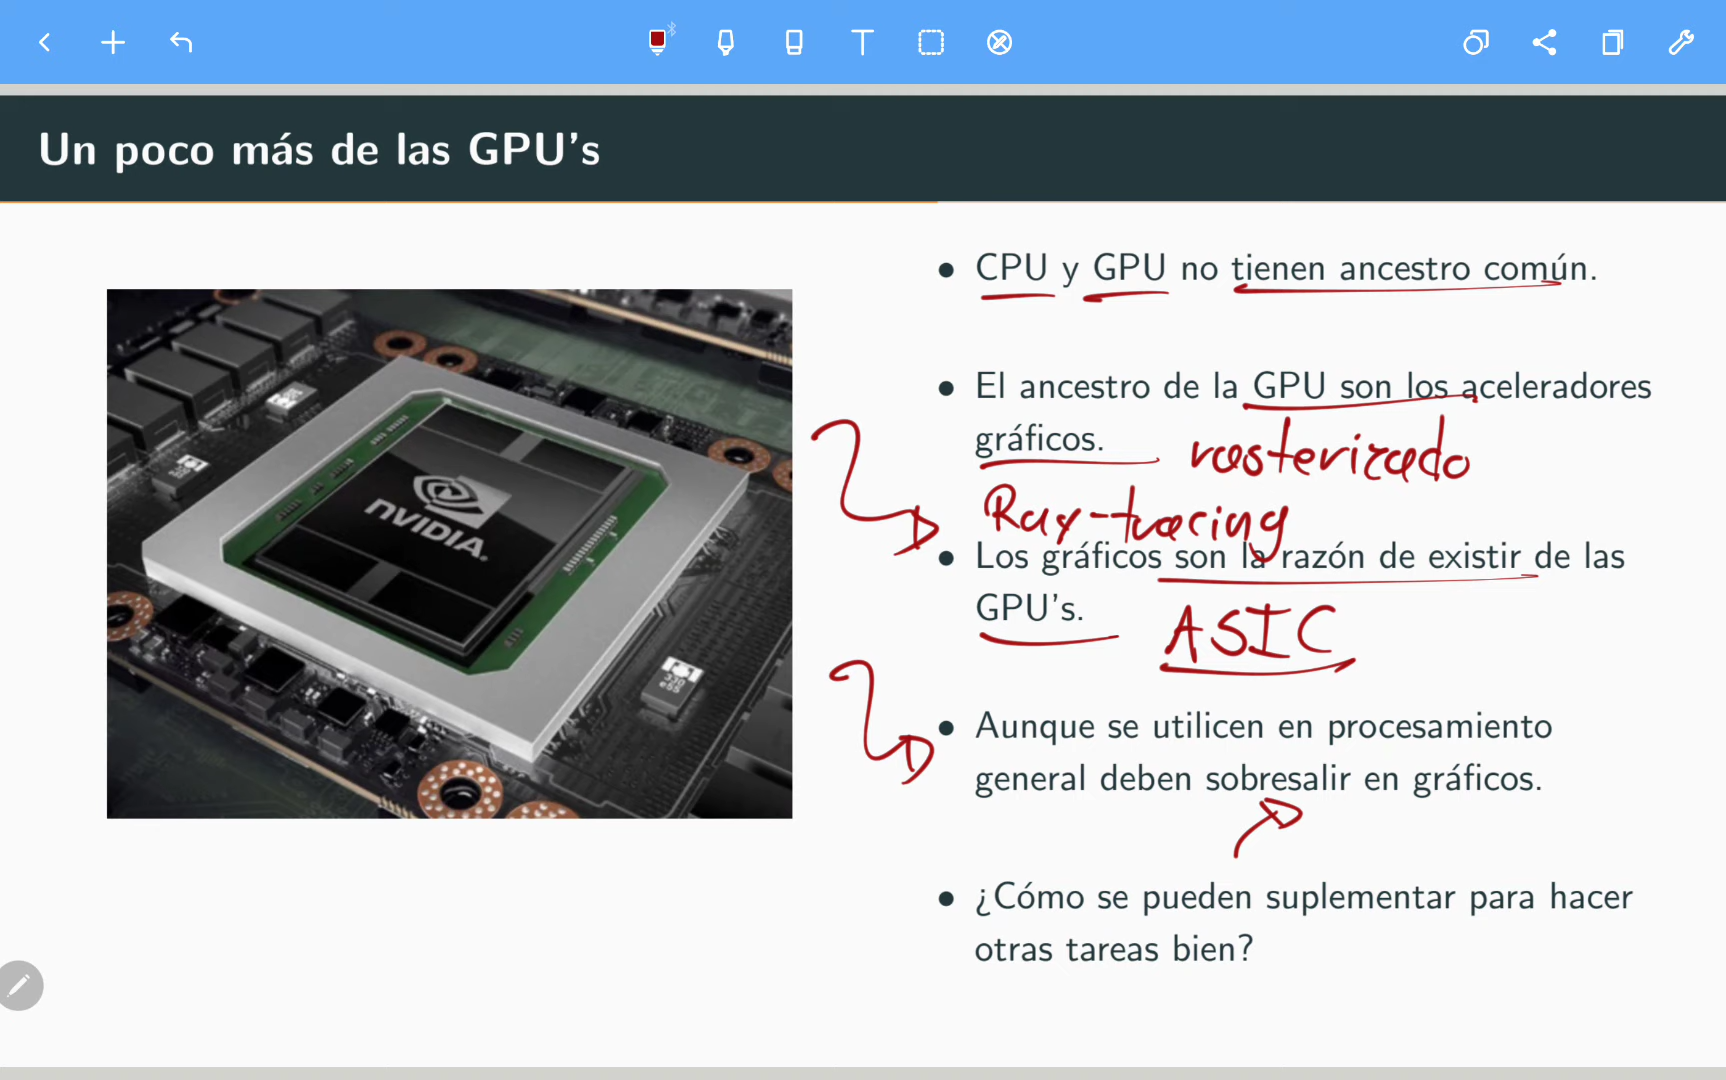 Un poco más de las GPU's
• CPU y GPU no tienen ancestro común.
• El ancestro de la GPU son los aceleradores
gráficos. rasterizado
Ray-tracing
• Los gráficos son la razón de existir de las
GPU's. ASIC
• Aunque se utilicen en procesamiento
general deben sobresalir en gráficos.
• ¿Cómo se pueden suplementar para hacer
otras tareas bien?
NVIDIA